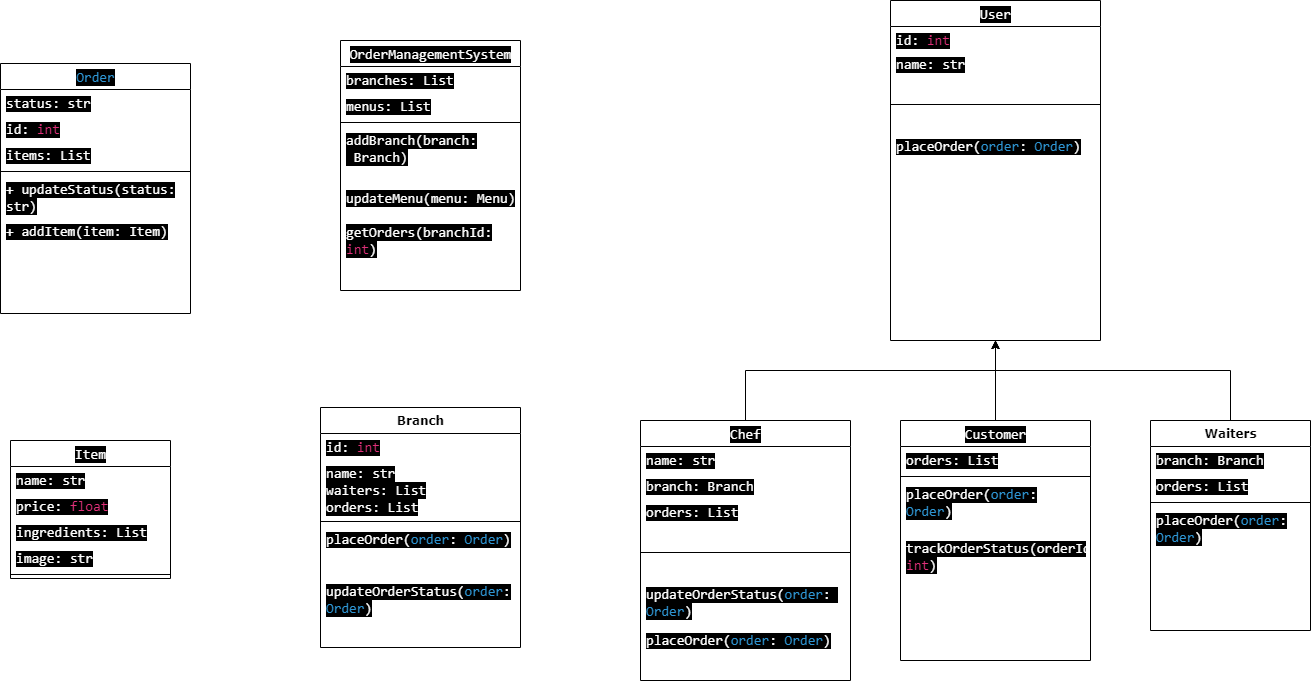 Order
status: str
id: int
items: List
+ updateStatus(status:
str)
+ addItem(item: Item)
OrderManagementSystem
branches: List
menus: List
addBranch(branch:
Branch)
updateMenu(menu: Menu)
getOrders(branchId:
int)
User
id: int
name: str
placeOrder(order: Order)
Item
name: str
price: float
ingredients: List
image: str
Branch
id: int
name: str
waiters: List
orders: List
placeOrder(order: Order)
updateOrderStatus(order:
Order)
Chef
name: str
branch: Branch
orders: List
updateOrderStatus(order:
Order)
placeOrder(order: Order)
Customer
orders: List
placeOrder(order:
Order)
trackOrderStatus(orderId
int)
Waiters
branch: Branch
orders: List
placeOrder(order:
Order)